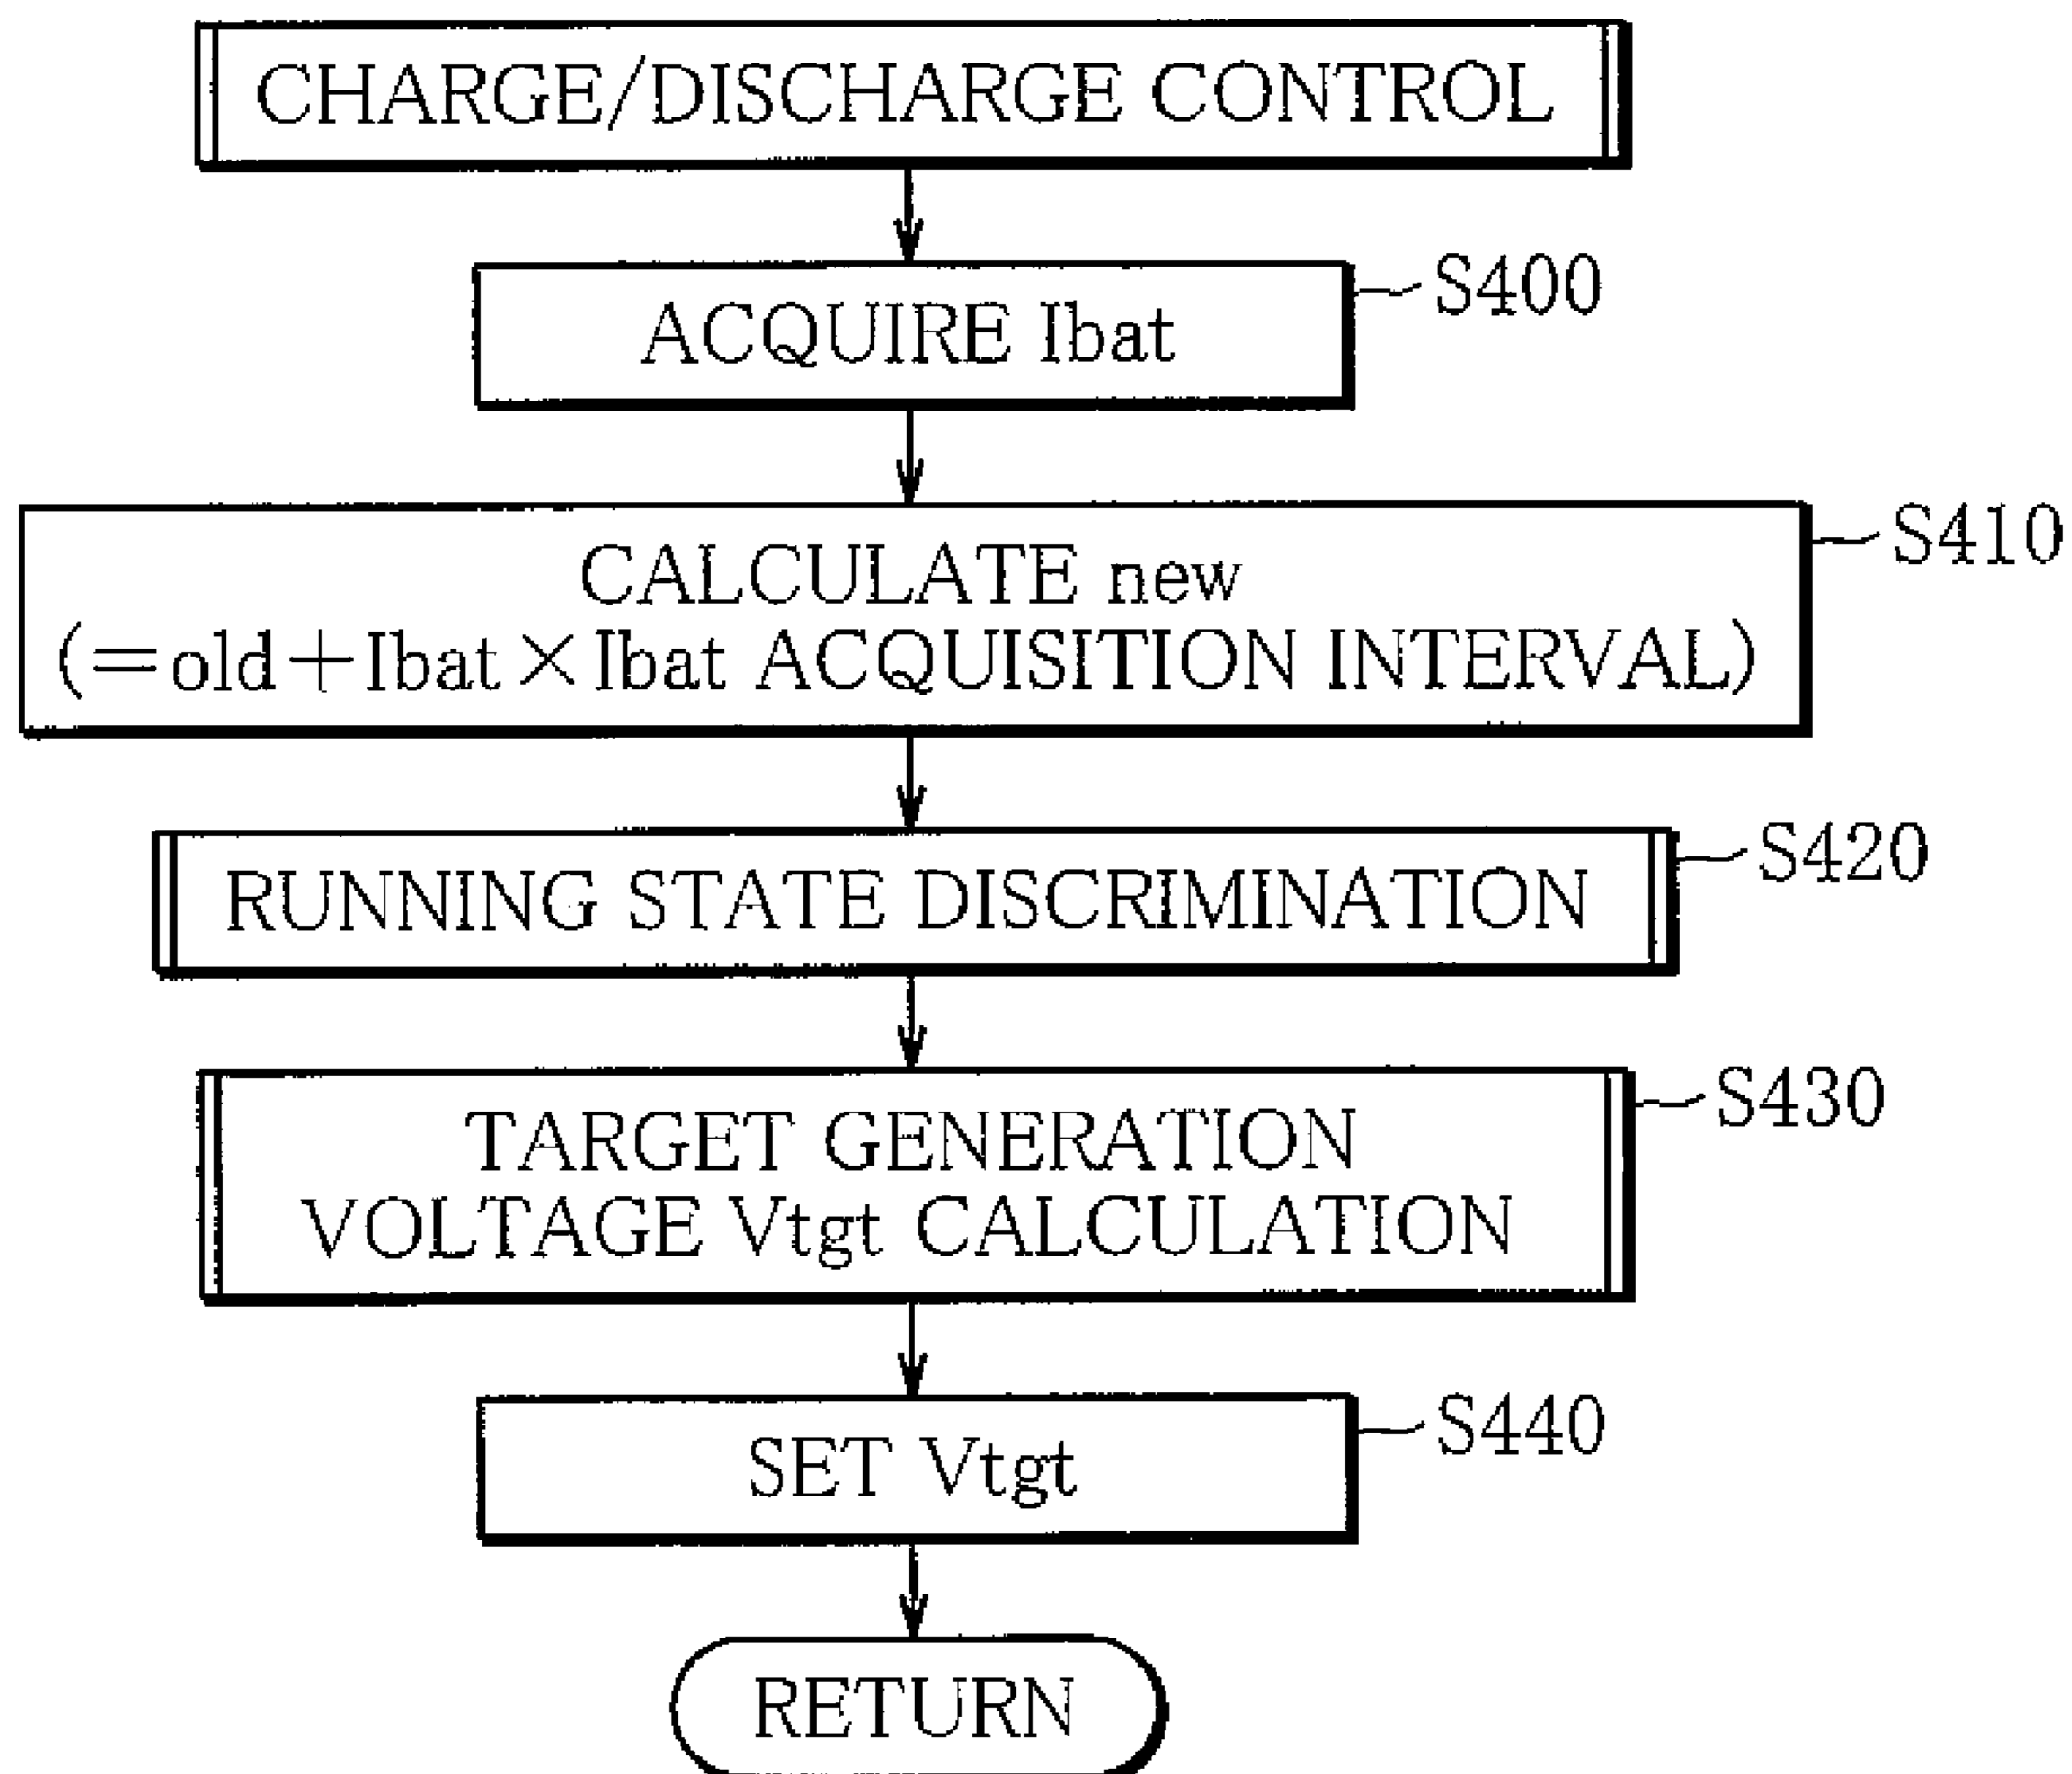 CHARGE/DISCHARGE CONTROL
ACQUIRE Ibat
S400
CALCULATE new
(=old+Ibat×Ibat ACQUISITION INTERVAL)
S410
RUNNING STATE DISCRIMINATION
S420
TARGET GENERATION
VOLTAGE Vtgt CALCULATION
S430
SET Vtgt
S440
RETURN